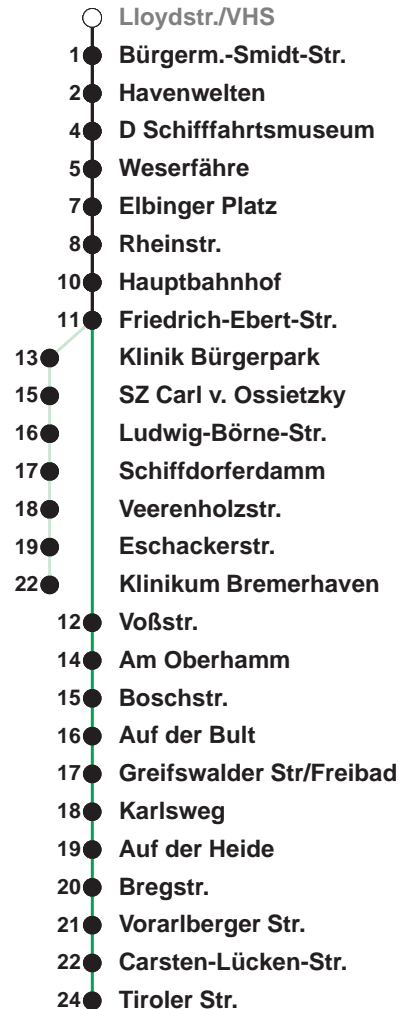 Lloydstr./VHS
1 Bürgerm.-Smidt-Str.
2 Havenwelten
4 D Schifffahrtsmuseum
5 Weserfähre
7 Elbinger Platz
8 Rheinstr.
10 Hauptbahnhof
11 Friedrich-Ebert-Str.
13 Klinik Bürgerpark
15 SZ Carl v. Ossietzky
16 Ludwig-Börne-Str.
17 Schiffdorferdamm
18 Veerenholzstr.
19 Eschackerstr.
22 Klinikum Bremerhaven
12 Voßstr.
14 Am Oberhamm
15 Boschstr.
16 Auf der Bult
17 Greifswalder Str/Freibad
18 Karlsweg
19 Auf der Heide
20 Bregstr.
21 Vorarlberger Str.
22 Carsten-Lücken-Str.
24 Tiroler Str.